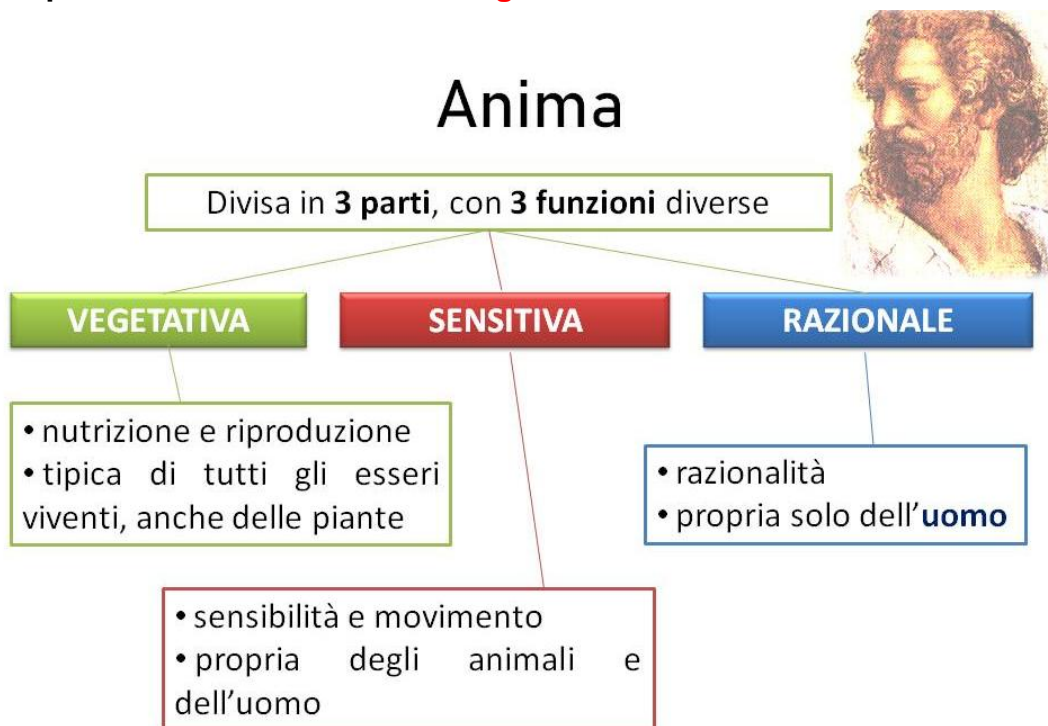 Anima
Divisa in 3 parti, con 3 funzioni diverse
VEGETATIVA
SENSITIVA
RAZIONALE
• nutrizione e riproduzione
• tipica di tutti gli esseri
viventi, anche delle piante
• razionalità
• propria solo dell'uomo
• sensibilità e movimento
• propria degli animali e
dell'uomo